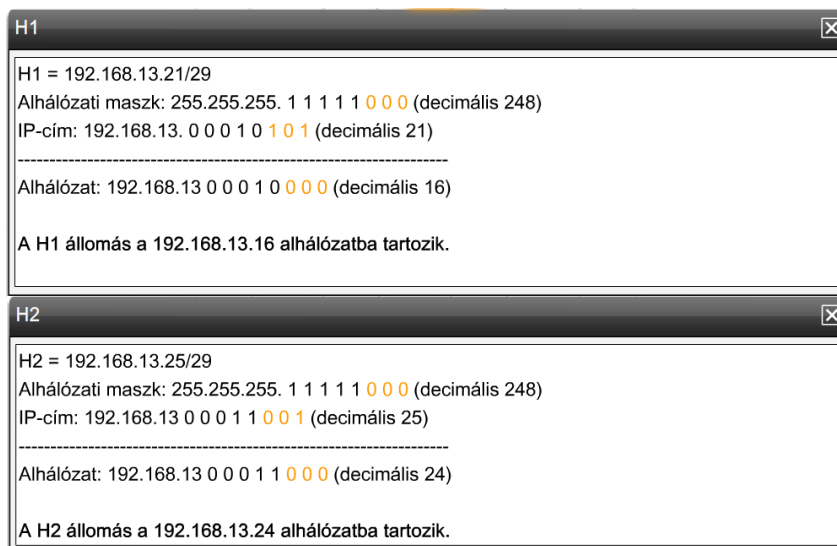 H1
H1 = 192.168.13.21/29
Alhálózati maszk: 255.255.255. 1 1 1 1 1 0 0 0 (decimális 248)
IP-cím: 192.168.13. 0 0 0 1 0 1 0 1 (decimális 21)
----------------------------------------------------------------------
Alhálózat: 192.168.13 0 0 0 1 0 0 0 0 (decimális 16)
A H1 állomás a 192.168.13.16 alhálózatba tartozik.
H2
H2 = 192.168.13.25/29
Alhálózati maszk: 255.255.255. 1 1 1 1 1 0 0 0 (decimális 248)
IP-cím: 192.168.13 0 0 0 1 1 0 0 1 (decimális 25)
----------------------------------------------------------------------
Alhálózat: 192.168.13 0 0 0 1 1 0 0 0 (decimális 24)
A H2 állomás a 192.168.13.24 alhálózatba tartozik.